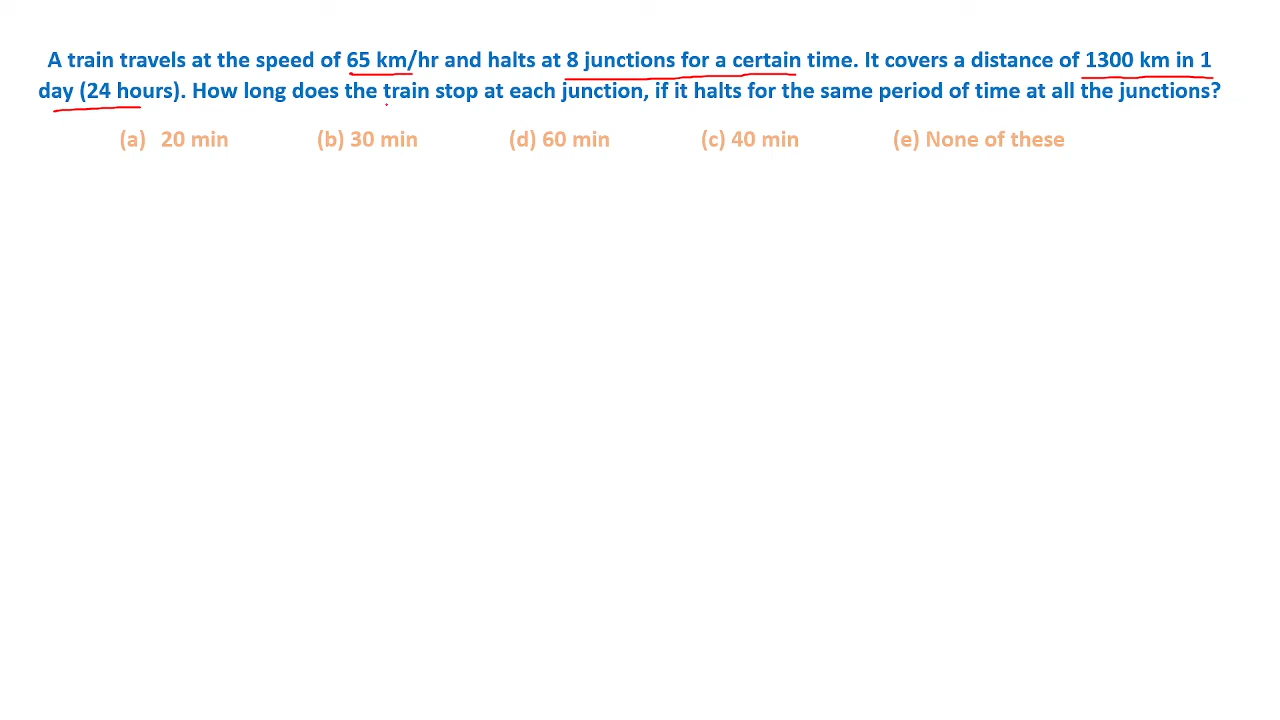 A train travels at the speed of 65 km/hr and halts at 8 junctions for a certain time. It covers a distance of 1300 km in 1
day (24 hours). How long does the train stop at each junction, if it halts for the same period of time at all the junctions?
(a) 20 min (b) 30 min (d) 60 min (c) 40 min (e) None of these